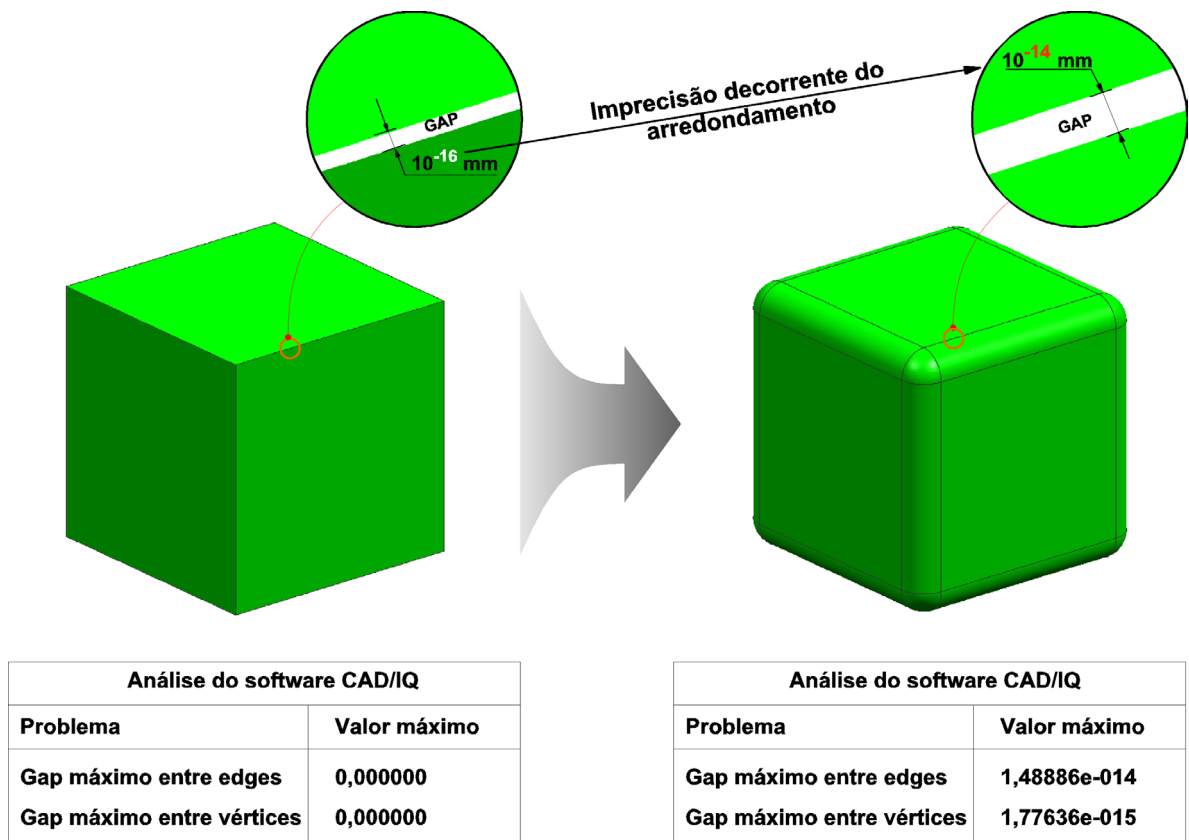 10-14 mm
Imprecisão decorrente do
arredondamento
GAP
GAP
10-16 mm
Análise do software CAD/IQ
Problema Valor máximo
Gap máximo entre edges 0,000000
Gap máximo entre vértices 0,000000
Análise do software CAD/IQ
Problema Valor máximo
Gap máximo entre edges 1,48886e-014
Gap máximo entre vértices 1,77636e-015